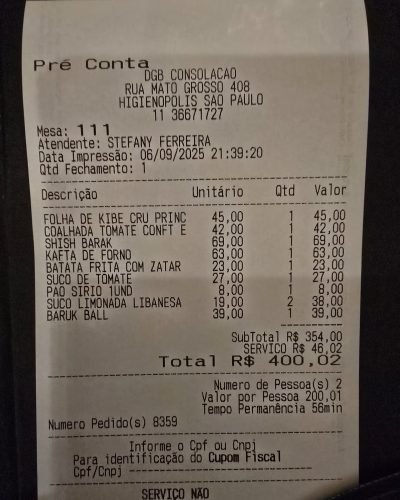 Pré Conta
DGB CONSOLACAO
RUA MATO GROSSO 408
HIGIENOPOLIS SAO PAULO
11 36671727
Mesa: 111
Atendente: STEFANY FERREIRA
Data Impressão: 06/09/2025 21:39:20
Qtd Fechamento: 1
Descrição Unitário Qtd Valor
FOLHA DE KIBE CRU PRINC 45,00 1 45,00
COALHADA TOMATE CONFT E 42,00 1 42,00
SHISH BARAK 69,00 1 69,00
KAFTA DE FORNO 63,00 1 63,00
BATATA FRITA COM ZATAR 23,00 1 23,00
SUCO DE TOMATE 27,00 1 27,00
PAO SIRIO 1UND 8,00 1 8,00
SUCO LIMONADA LIBANESA 19,00 2 38,00
BARUK BALL 39,00 1 39,00
SubTotal R$ 354,00
SERVICO R$ 46,02
Total R$ 400,02
Numero de Pessoa(s) 2
Valor por Pessoa 200,01
Tempo Permanência 56min
Numero Pedido(s) 8359
Informe o Cpf ou Cnpj
Para identificação do Cupom Fiscal
Cpf/Cnpj
SERVIÇO NÃO